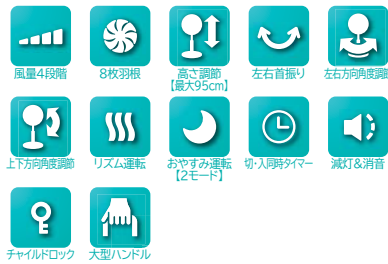 風量4段階
8枚羽根
高さ調節
【最大95cm】
左右首振り
左右方向角度調節
上下方向角度調節
リズム運転
おやすみ運転
【2モード】
切・入同時タイマー
減灯&消音
チャイルドロック
大型ハンドル